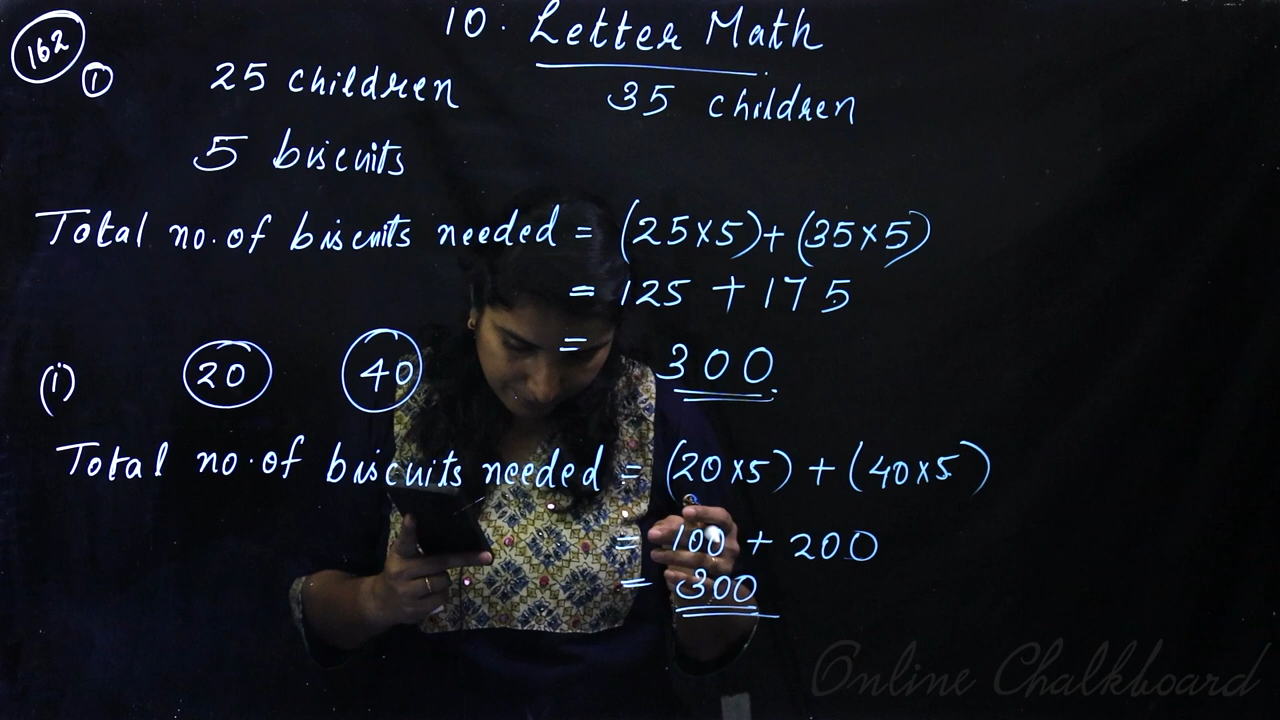 162
10. Letter Math
1 25 children 35 children
5 biscuits
Total no. of biscuits needed = (25×5)+(35×5)
= 125 + 175
= 300
(i) 20 40
Total no. of biscuits needed = (20×5) + (40×5)
= 100 + 200
= 300
Online Chalkboard